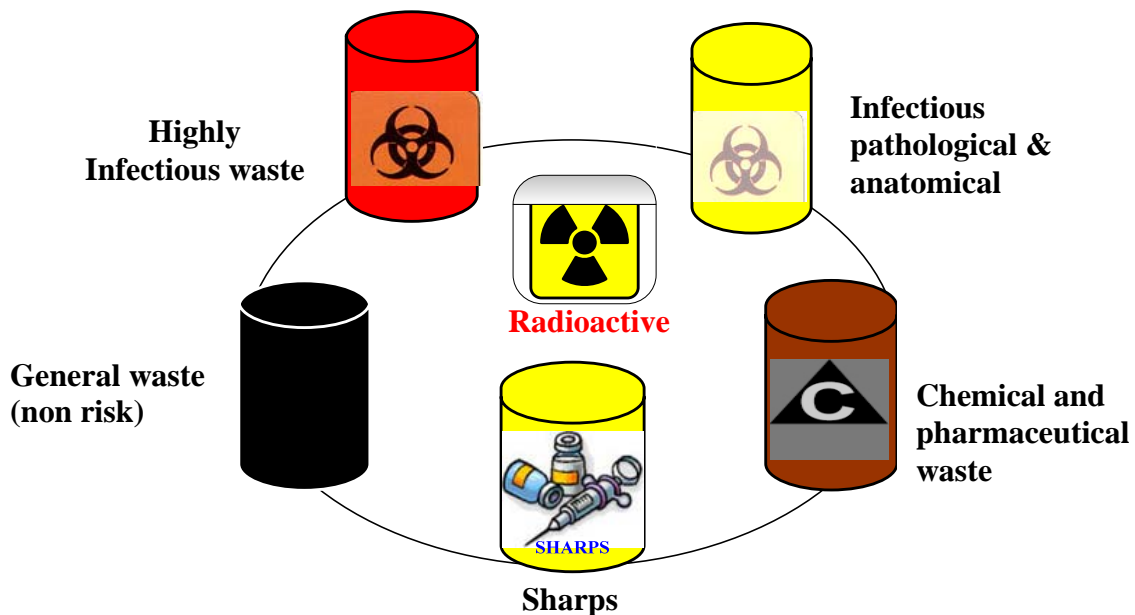 Highly
Infectious waste
Infectious
pathological &
anatomical
Radioactive
General waste
(non risk)
C
Chemical and
pharmaceutical
waste
SHARPS
Sharps